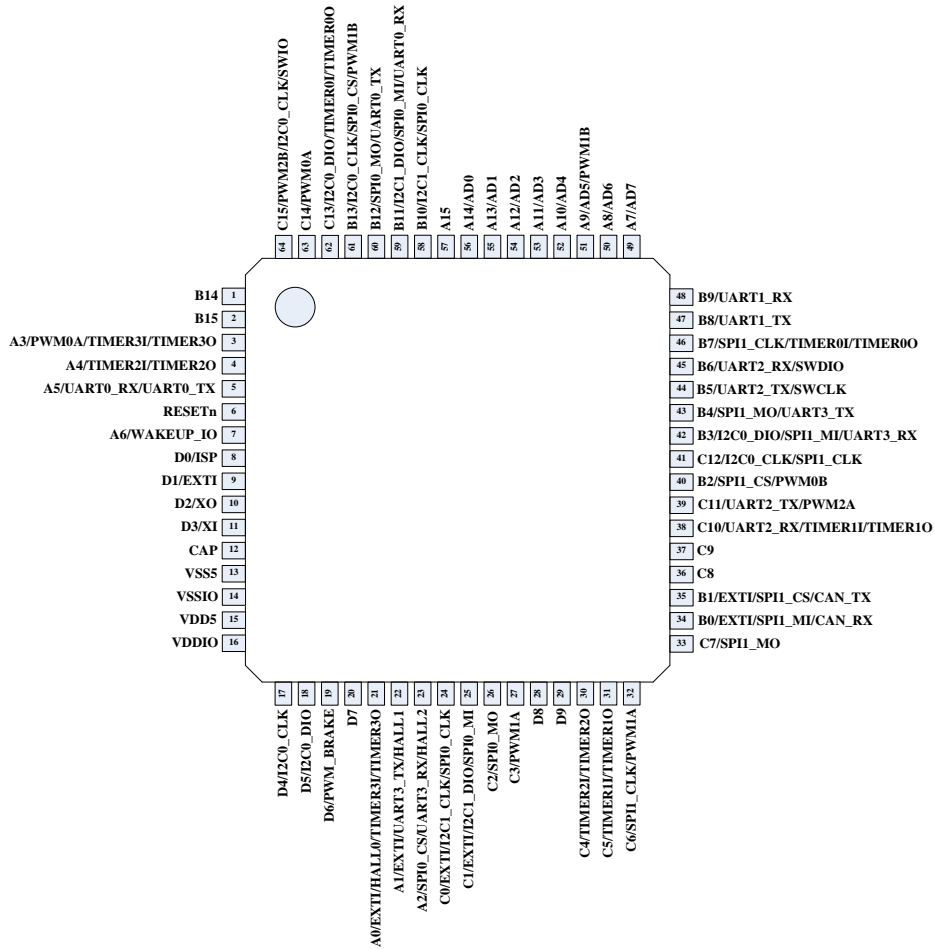 C15/PWM2B/I2C0_CLK/SWIO
C14/PWM0A
C13/I2C0_DIO/TIMER0I/TIMER0O
B13/I2C0_CLK/SPI0_CS/PWM1B
B12/SPI0_MO/UART0_TX
B11/I2C1_DIO/SPI0_MI/UART0_RX
B10/I2C1_CLK/SPI0_CLK
A15
A14/AD0
A13/AD1
A12/AD2
A11/AD3
A10/AD4
A9/AD5/PWM1B
A8/AD6
A7/AD7
64
63
62
61
60
59
58
57
56
55
54
53
52
51
50
49
B14 1
B15 2
A3/PWM0A/TIMER3I/TIMER3O 3
A4/TIMER2I/TIMER2O 4
A5/UART0_RX/UART0_TX 5
RESETn 6
A6/WAKEUP_IO 7
D0/ISP 8
D1/EXTI 9
D2/XO 10
D3/XI 11
CAP 12
VSS5 13
VSSIO 14
VDD5 15
VDDIO 16
48 B9/UART1_RX
47 B8/UART1_TX
46 B7/SPI1_CLK/TIMER0I/TIMER0O
45 B6/UART2_RX/SWDIO
44 B5/UART2_TX/SWCLK
43 B4/SPI1_MO/UART3_TX
42 B3/I2C0_DIO/SPI1_MI/UART3_RX
41 C12/I2C0_CLK/SPI1_CLK
40 B2/SPI1_CS/PWM0B
39 C11/UART2_TX/PWM2A
38 C10/UART2_RX/TIMER1I/TIMER1O
37 C9
36 C8
35 B1/EXTI/SPI1_CS/CAN_TX
34 B0/EXTI/SPI1_MI/CAN_RX
33 C7/SPI1_MO
17
18
19
20
21
22
23
24
25
26
27
28
29
30
31
32
D4/I2C0_CLK
D5/I2C0_DIO
D6/PWM_BRAKE
D7
A0/EXTI/HALL0/TIMER3I/TIMER3O
A1/EXTI/UART3_TX/HALL1
A2/SPI0_CS/UART3_RX/HALL2
C0/EXTI/I2C1_CLK/SPI0_CLK
C1/EXTI/I2C1_DIO/SPI0_MI
C2/SPI0_MO
C3/PWM1A
D8
D9
C4/TIMER2I/TIMER2O
C5/TIMER1I/TIMER1O
C6/SPI1_CLK/PWM1A